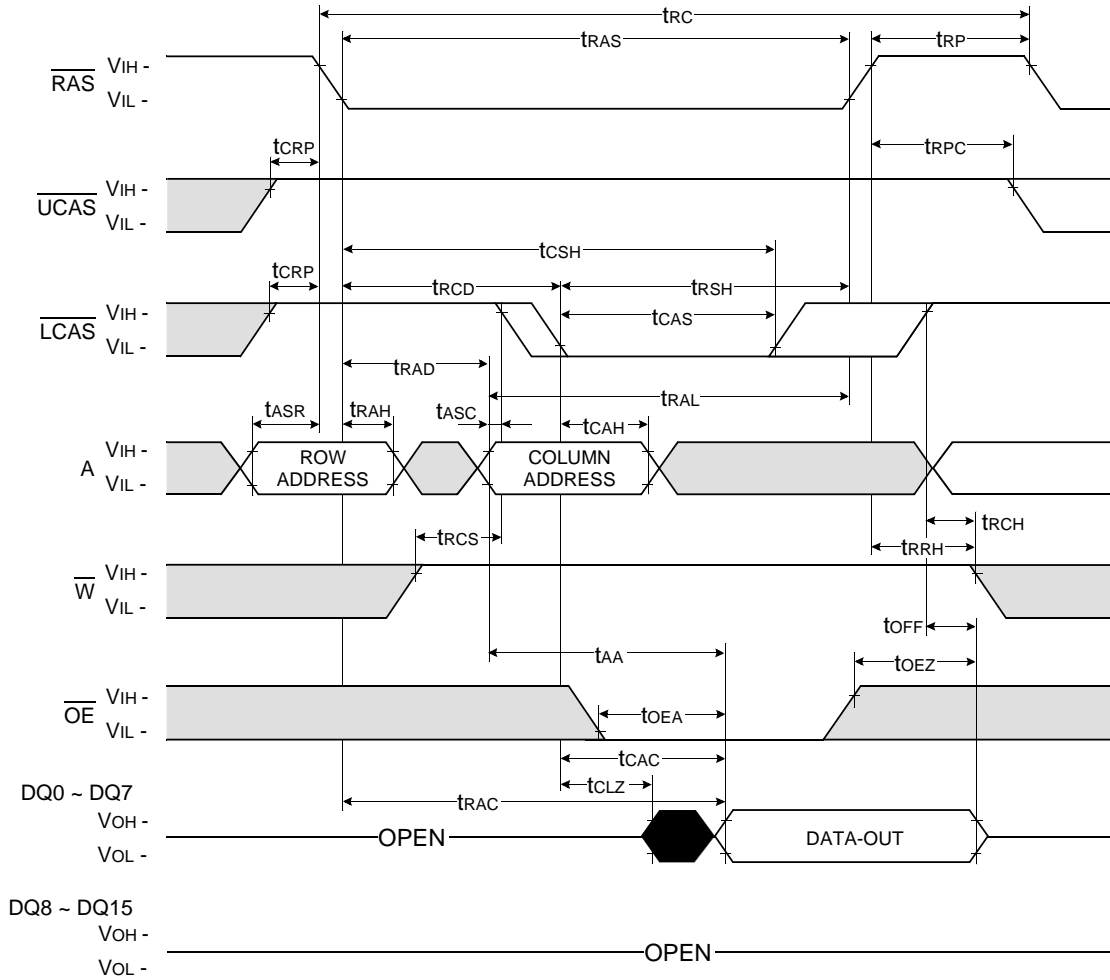 tRC
tRAS
tRP
RAS
VIH -
VIL -
tCRP
tRPC
UCAS
VIH -
VIL -
tCSH
tCRP
tRCD
tRSH
LCAS
VIH -
VIL -
tCAS
tRAD
tRAL
tASR
tRAH
tASC
tCAH
A
VIH -
VIL -
ROW
ADDRESS
COLUMN
ADDRESS
tRCS
tRCH
tRRH
W
VIH -
VIL -
tOFF
tAA
tOEZ
OE
VIH -
VIL -
tOEA
tCAC
tCLZ
tRAC
DQ0 ~ DQ7
VOH -
VOL -
OPEN
DATA-OUT
DQ8 ~ DQ15
VOH -
VOL -
OPEN